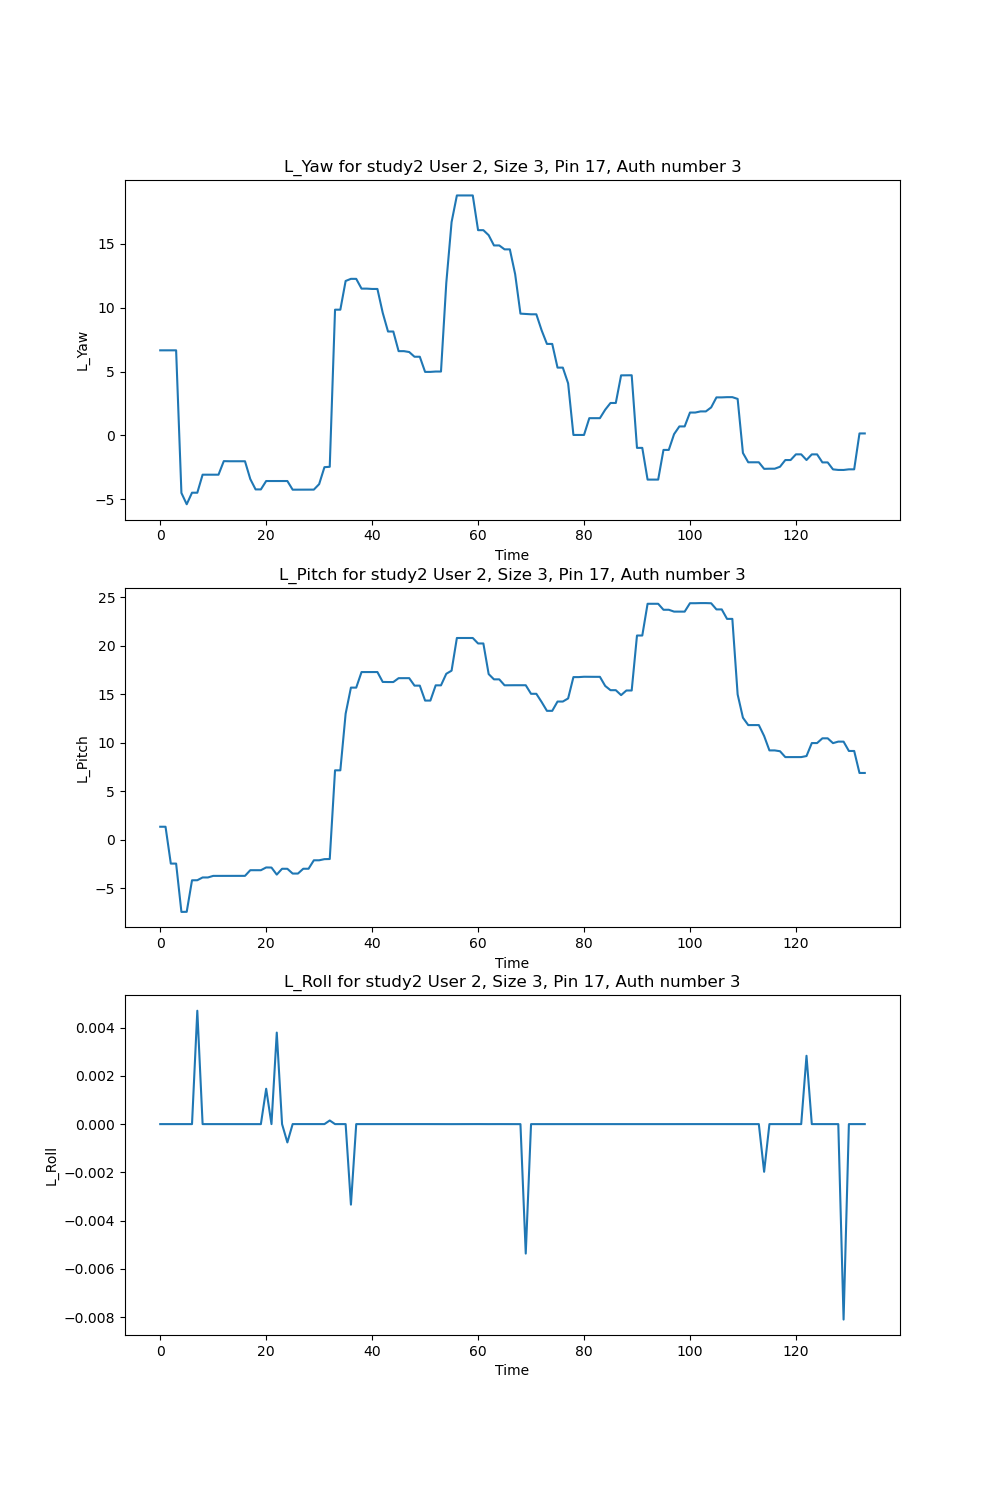 L_Yaw for study2 User 2, Size 3, Pin 17, Auth number 3
15
10
5
0
−5
L_Yaw
0 20 40 60 80 100 120
Time
L_Pitch for study2 User 2, Size 3, Pin 17, Auth number 3
25
20
15
10
5
0
−5
L_Pitch
0 20 40 60 80 100 120
Time
L_Roll for study2 User 2, Size 3, Pin 17, Auth number 3
0.004
0.002
0.000
−0.002
−0.004
−0.006
−0.008
L_Roll
0 20 40 60 80 100 120
Time